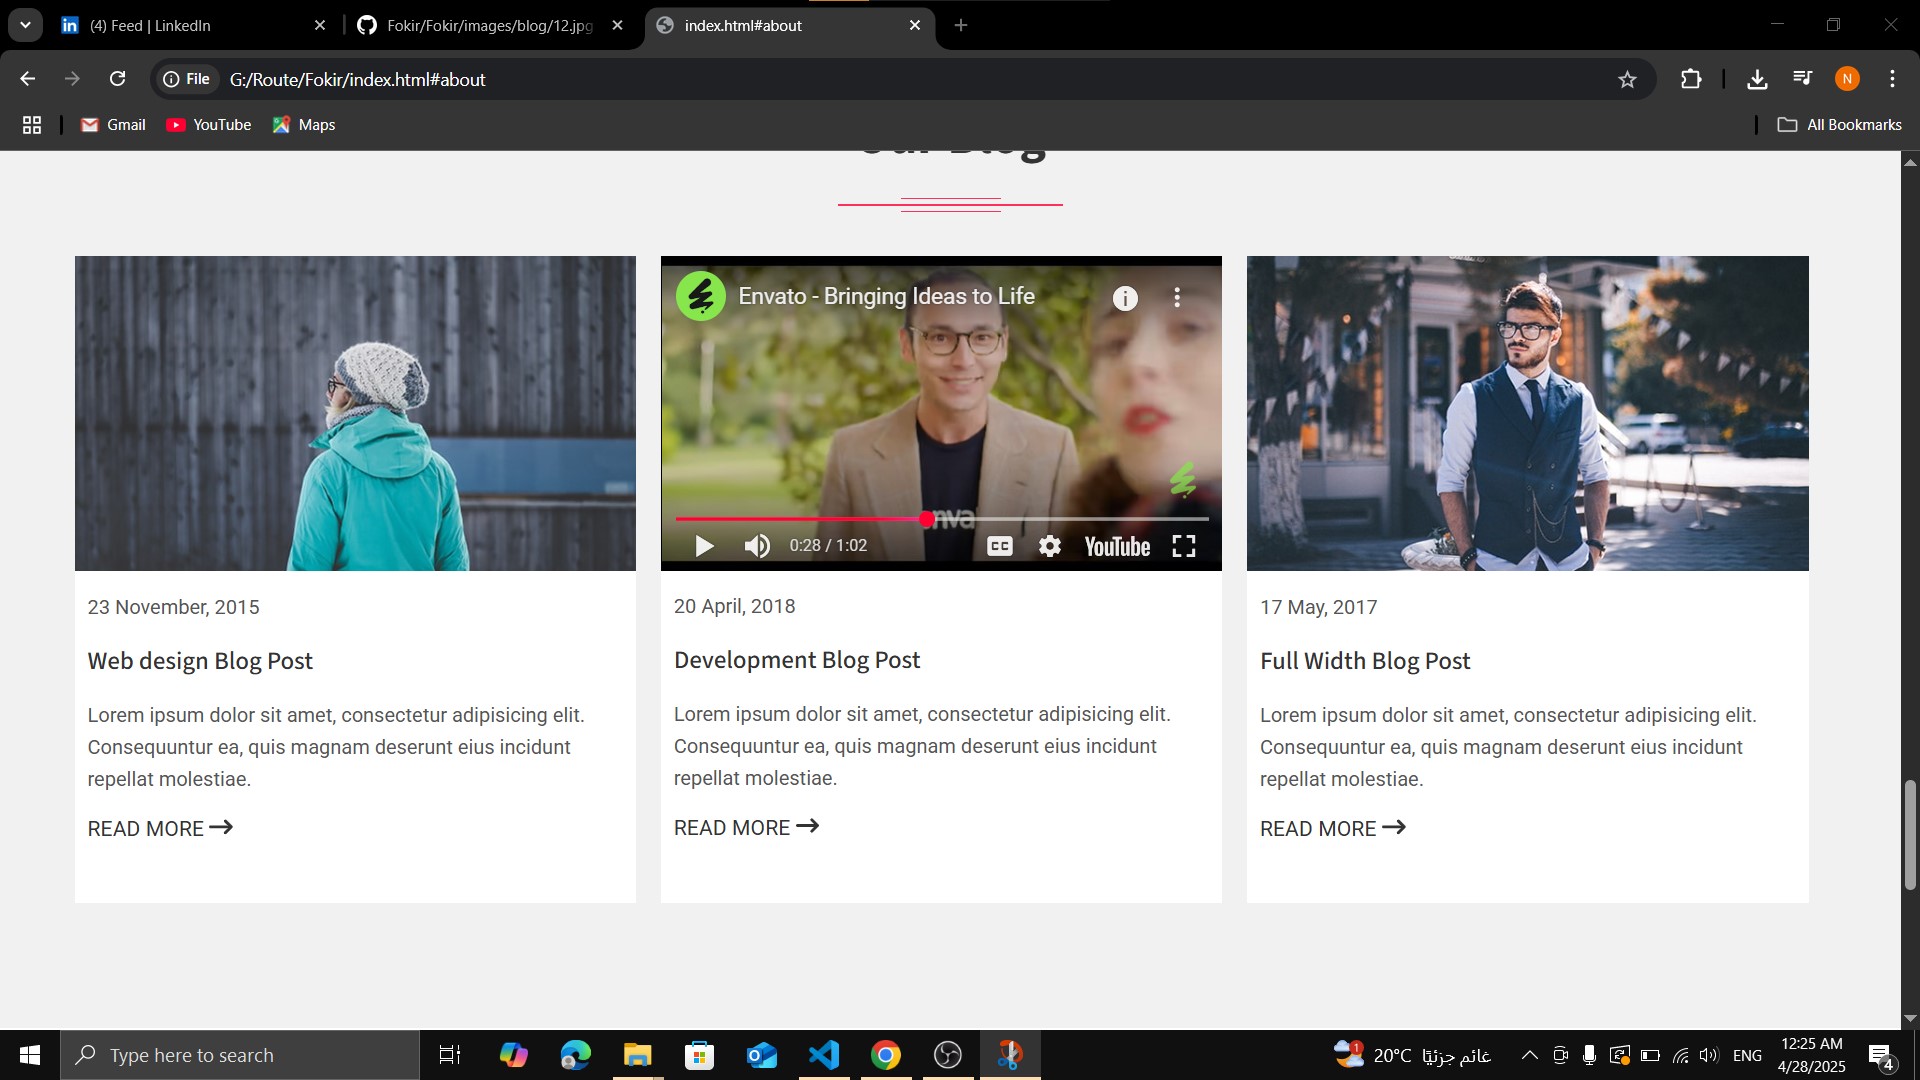 (4) Feed | LinkedIn
Fokir/Fokir/images/blog/12.jpg
index.html#about
File
G:/Route/Fokir/index.html#about
N
Gmail
YouTube
Maps
All Bookmarks
Our Blog
Envato - Bringing Ideas to Life
0:28 / 1:02
CC
YouTube
23 November, 2015
Web design Blog Post
Lorem ipsum dolor sit amet, consectetur adipisicing elit.
Consequuntur ea, quis magnam deserunt eius incidunt
repellat molestiae.
READ MORE
20 April, 2018
Development Blog Post
Lorem ipsum dolor sit amet, consectetur adipisicing elit.
Consequuntur ea, quis magnam deserunt eius incidunt
repellat molestiae.
READ MORE
17 May, 2017
Full Width Blog Post
Lorem ipsum dolor sit amet, consectetur adipisicing elit.
Consequuntur ea, quis magnam deserunt eius incidunt
repellat molestiae.
READ MORE
Type here to search
1
20°C غائم جزئيًا
ENG
12:25 AM
4/28/2025
4